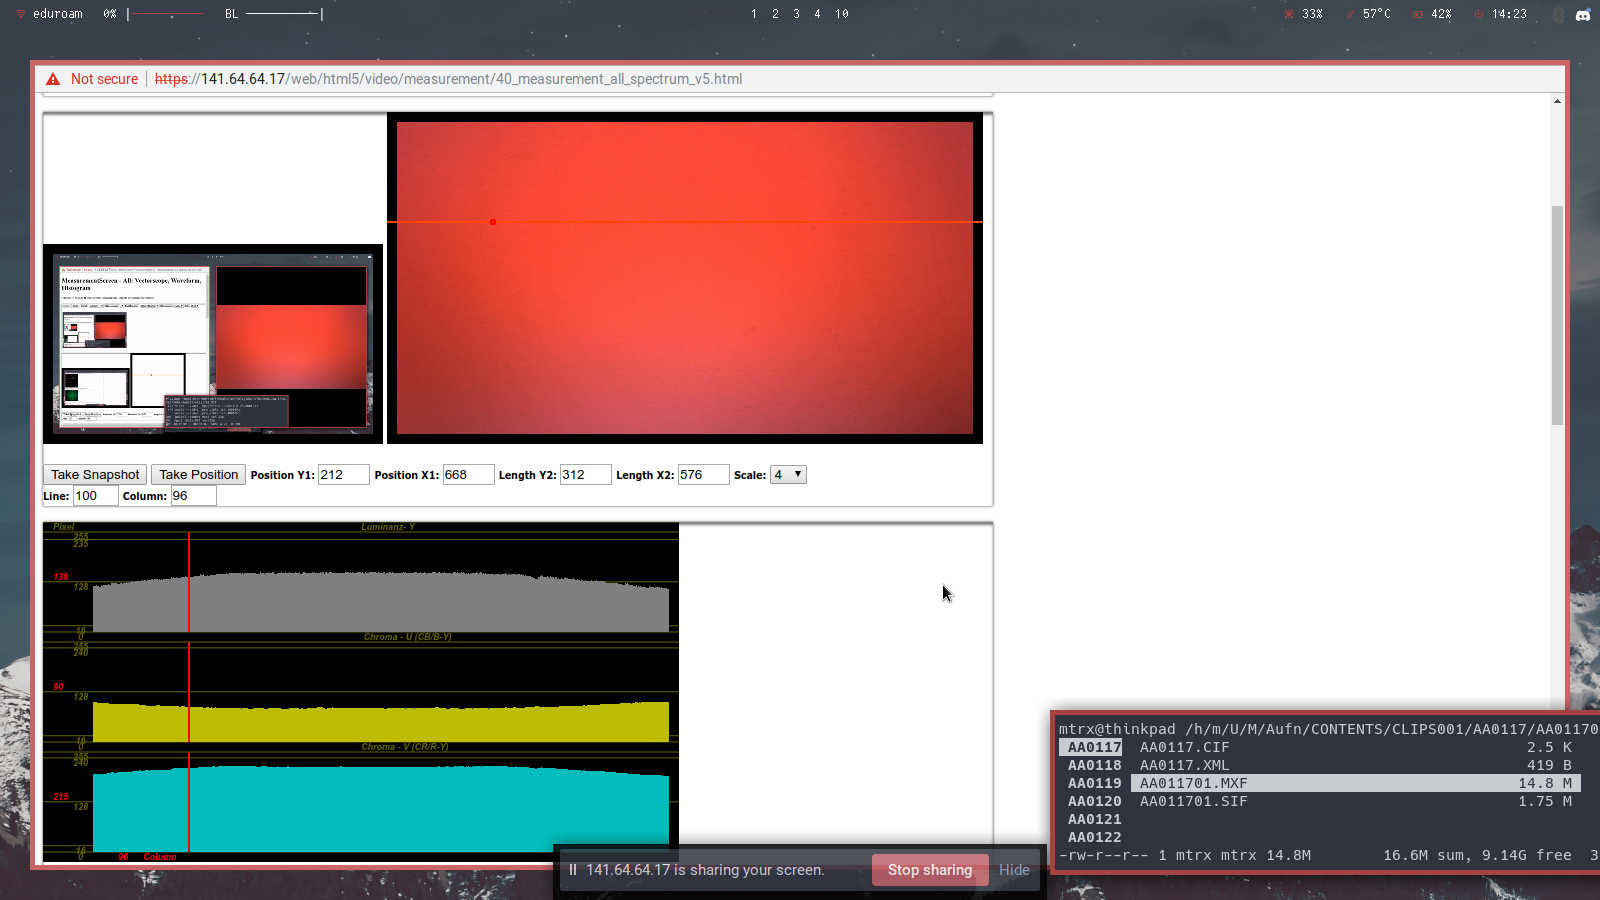 eduroam 0% BL 1 2 3 4 10 33% 57°C 42% 14:23
Not secure https://141.64.64.17/web/html5/video/measurement/40_measurement_all_spectrum_v5.html
MeasurementScreen - All: Vectorscope, Waveform,
Histogram
Take Snapshot Take Position Position Y1: 212 Position X1: 668 Length Y2: 312 Length X2: 576 Scale: 4
Line: 100 Column: 96
Pixel Luminanz- Y
255
235
139
128
16
0
Chroma - U (CB/B-Y)
255
240
90
128
16
0
Chroma - V (CR/R-Y)
255
240
215
128
16
0
96 Column
mtrx@thinkpad /h/m/U/M/Aufn/CONTENTS/CLIPS001/AA0117/AA01170
AA0117 AA0117.CIF 2.5 K
AA0118 AA0117.XML 419 B
AA0119 AA011701.MXF 14.8 M
AA0120 AA011701.SIF 1.75 M
AA0121
AA0122
-rw-r--r-- 1 mtrx mtrx 14.8M 16.6M sum, 9.14G free 3
141.64.64.17 is sharing your screen. Stop sharing Hide